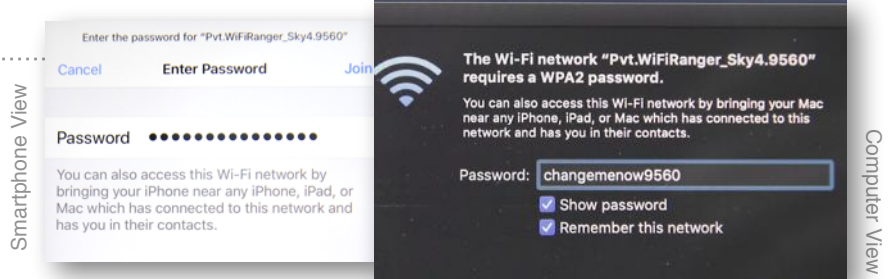 Smartphone View
Enter the password for "Pvt.WiFiRanger_Sky4.9560"
Cancel Enter Password Join
Password ●●●●●●●●●●●●●●●
You can also access this Wi-Fi network by
bringing your iPhone near any iPhone, iPad, or
Mac which has connected to this network and
has you in their contacts.
The Wi-Fi network "Pvt.WiFiRanger_Sky4.9560"
requires a WPA2 password.
You can also access this Wi-Fi network by bringing your Mac
near any iPhone, iPad, or Mac which has connected to this
network and has you in their contacts.
Password: changemenow9560
Show password
Remember this network
Computer View